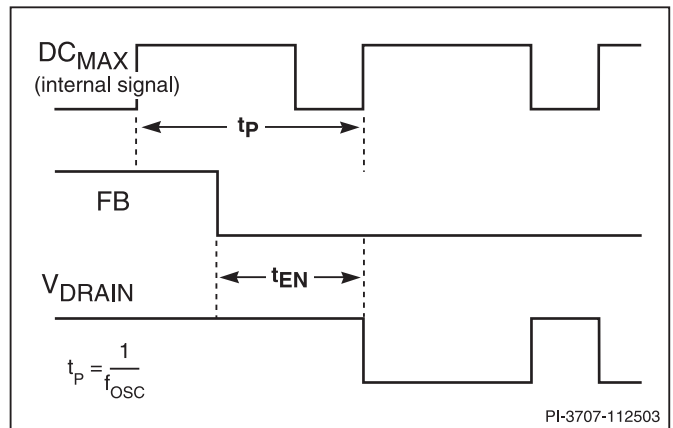 DCMAX
(internal signal)
tP
FB
tEN
VDRAIN
tP = 1/fOSC
PI-3707-112503